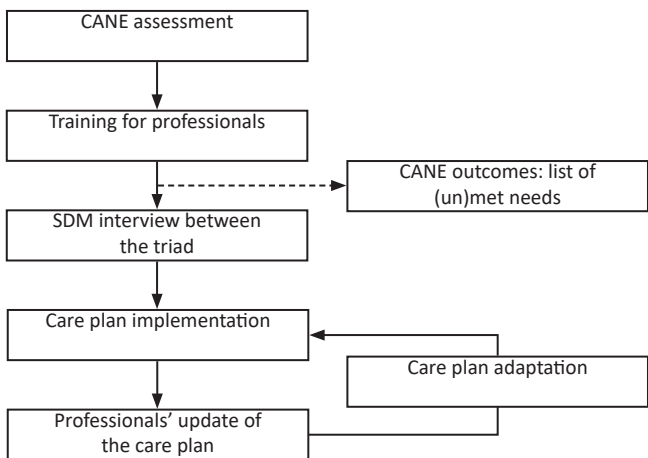 CANE assessment
Training for professionals
CANE outcomes: list of
(un)met needs
SDM interview between
the triad
Care plan implementation
Care plan adaptation
Professionals’ update of
the care plan